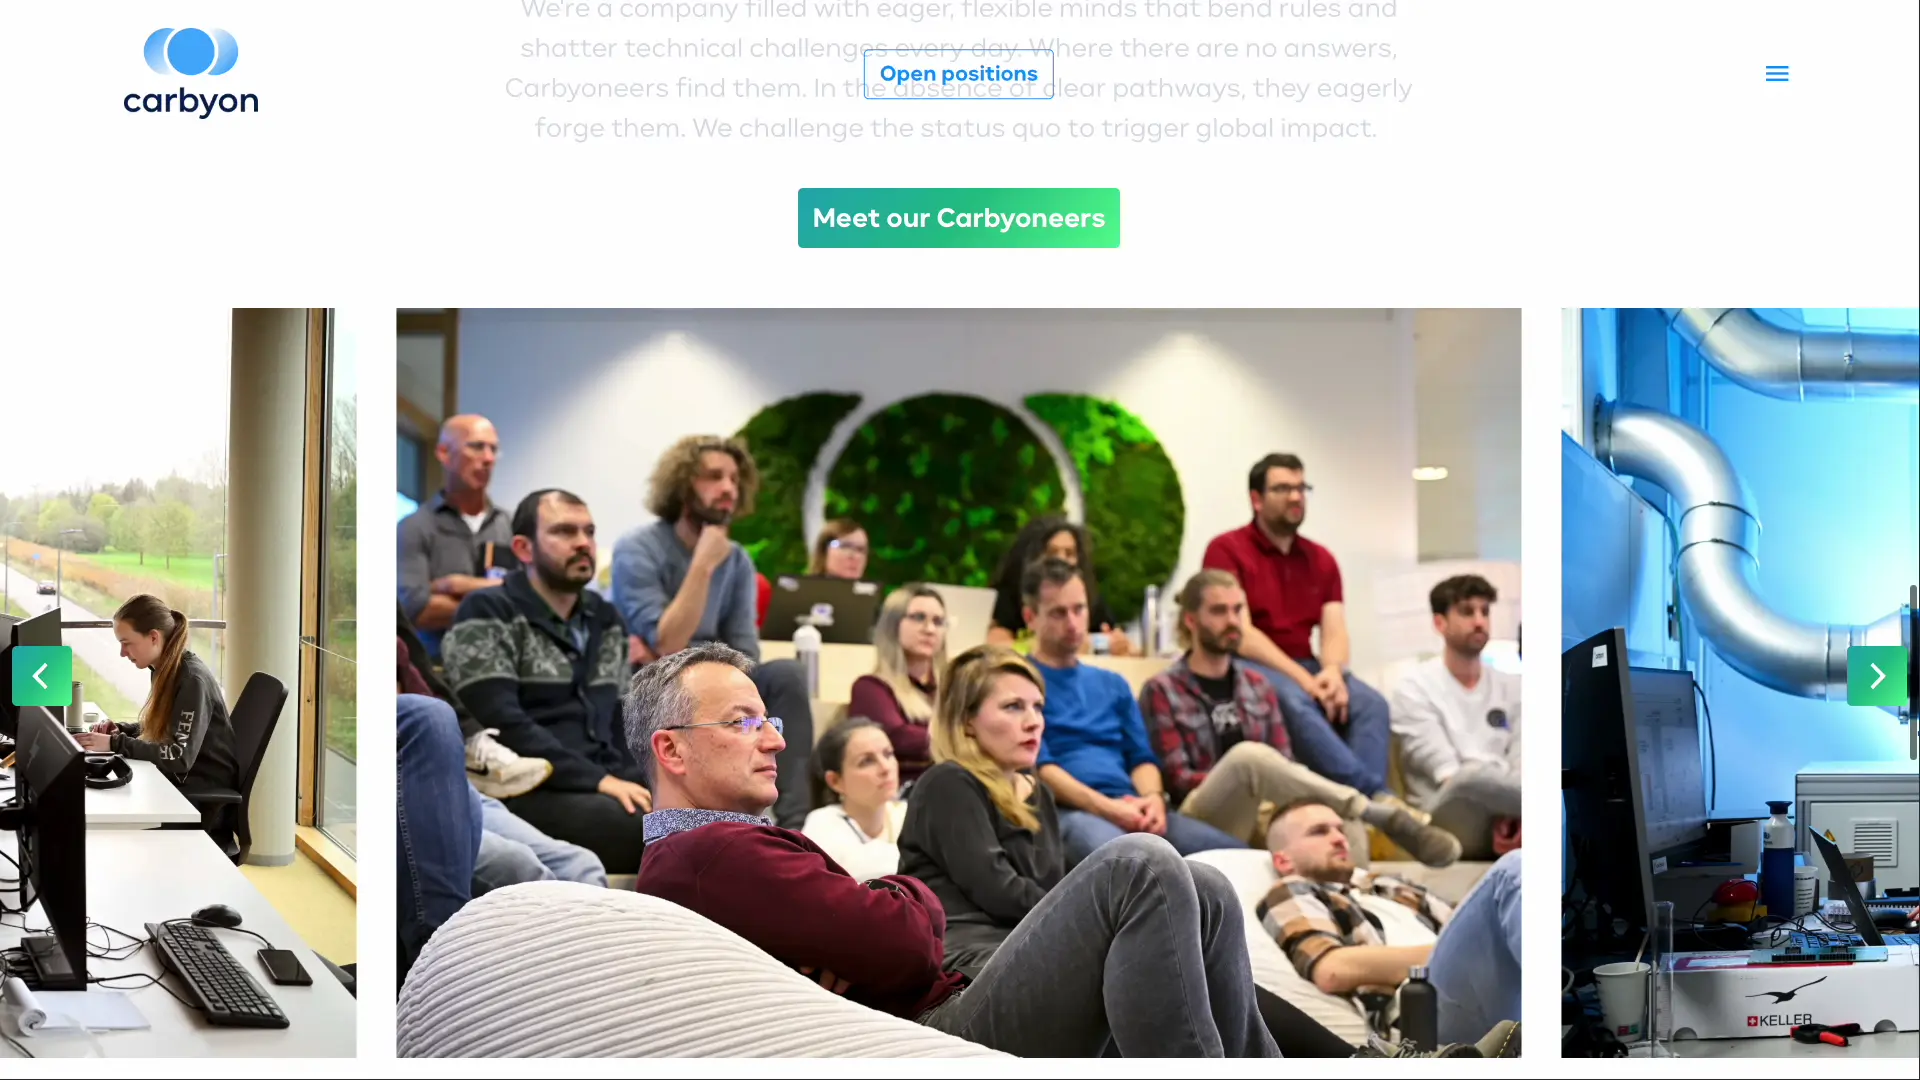 We're a company filled with eager, flexible minds that bend rules and
shatter technical challenges every day. Where there are no answers,
Carbyoneers find them. In the absence of clear pathways, they eagerly
forge them. We challenge the status quo to trigger global impact.
carbyon
Open positions
Meet our Carbyoneers
FENOR
KELLER